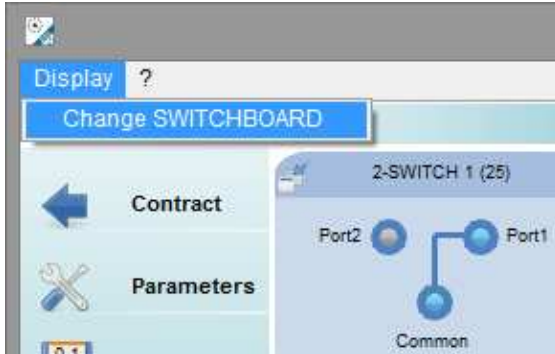 Display ?
Change SWITCHBOARD
2-SWITCH 1 (25)
Contract
Port2 Port1
Parameters
Common